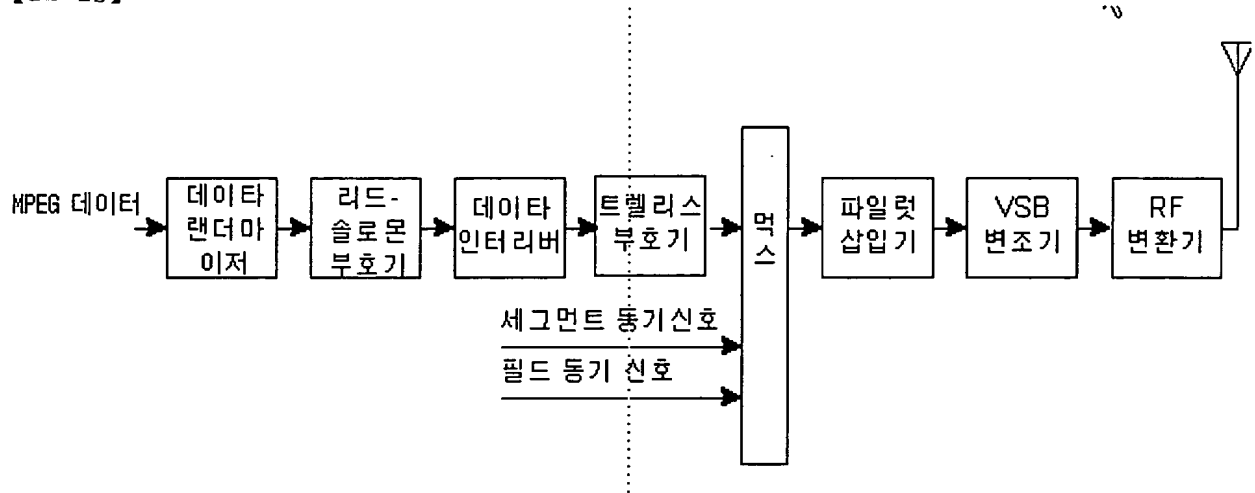 MPEG 데이터
데이타
랜더마
이저
리드-
솔로몬
부호기
데이타
인터리버
트렐리스
부호기
먹
스
파일럿
삽입기
VSB
변조기
RF
변환기
세그먼트 동기신호
필드 동기 신호